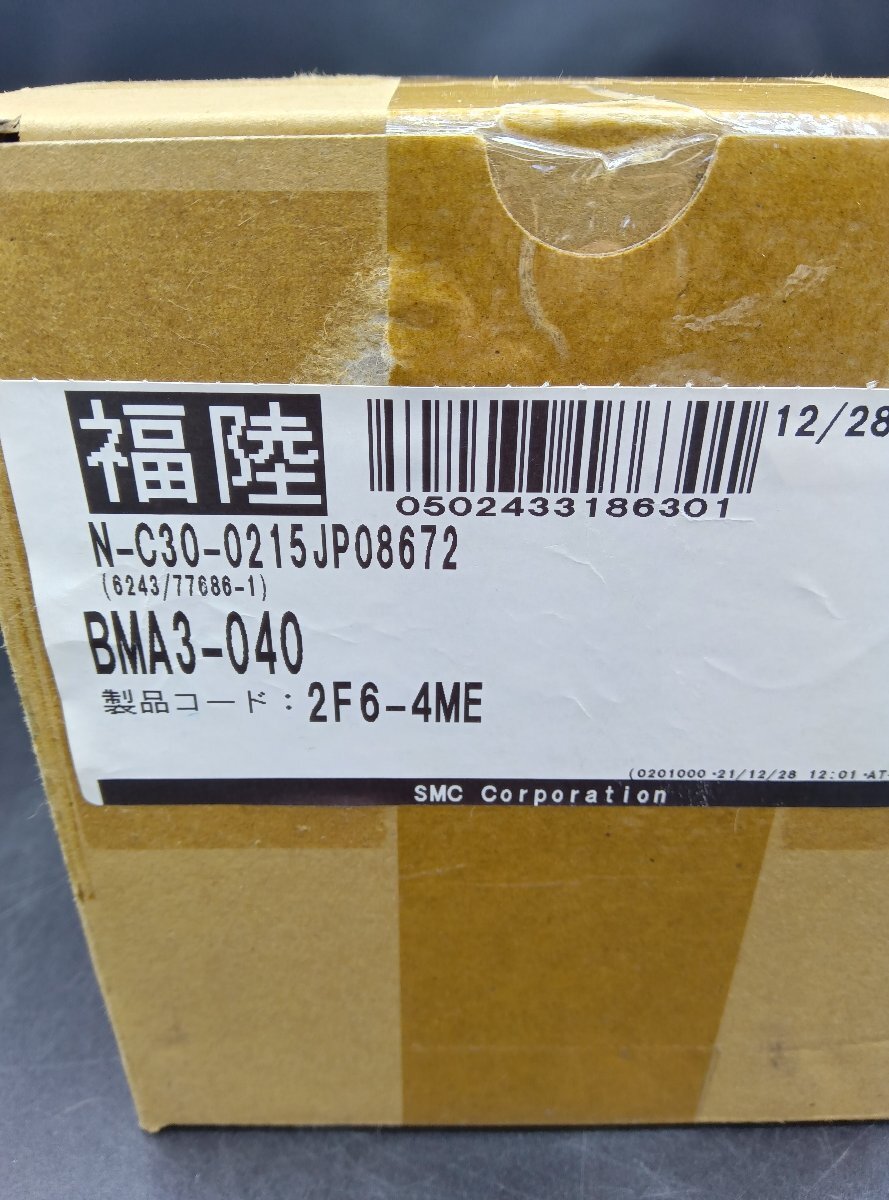 福陸
12/28
0502433186301
N-C30-0215JP08672
(6243/77686-1)
BMA3-040
製品コード：2F6-4ME
(0201000 -21/12/28 12:01 -AT-
SMC Corporation